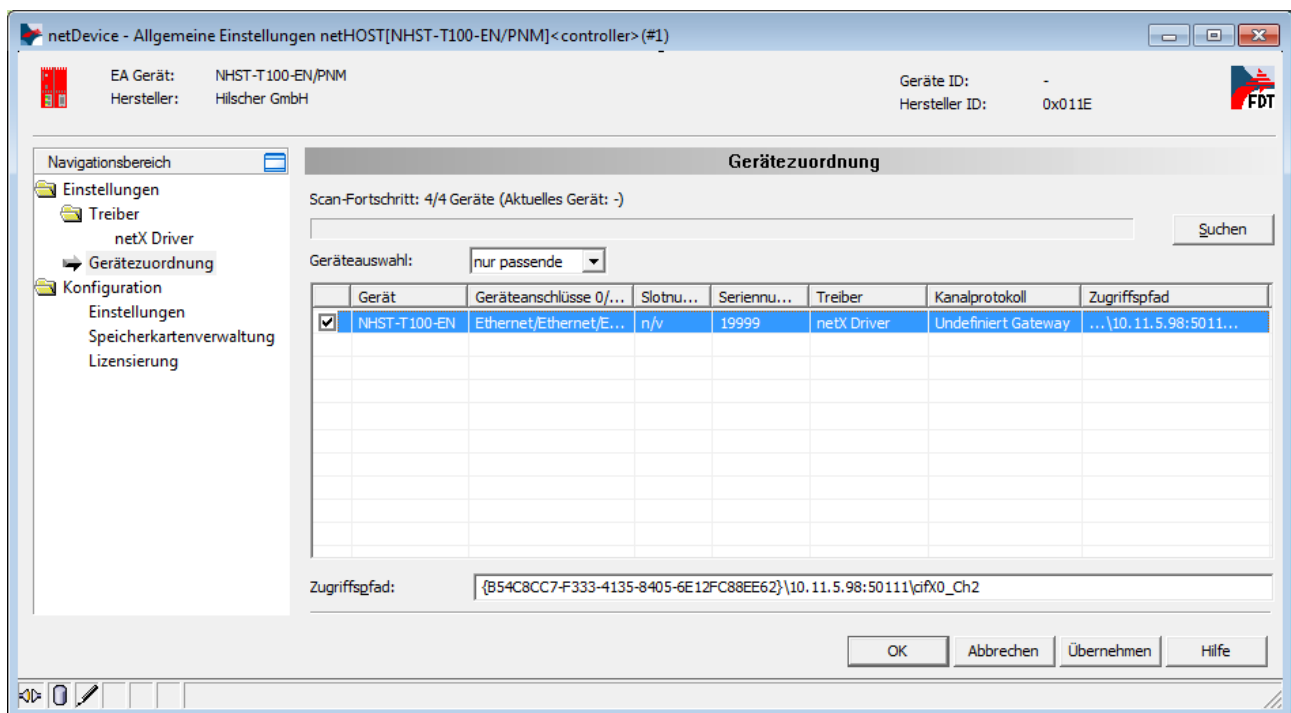 netDevice - Allgemeine Einstellungen netHOST[NHST-T100-EN/PNM]<controller>(#1)
EA Gerät: NHST-T100-EN/PNM
Hersteller: Hilscher GmbH
Geräte ID: -
Hersteller ID: 0x011E
FDT
Navigationsbereich
Einstellungen
Treiber
netX Driver
Gerätezuordnung
Konfiguration
Einstellungen
Speicherkartenverwaltung
Lizensierung
Gerätezuordnung
Scan-Fortschritt: 4/4 Geräte (Aktuelles Gerät: -)
Suchen
Geräteauswahl: nur passende
Gerät Geräteanschlüsse 0/... Slotnu... Seriennu... Treiber Kanalprotokoll Zugriffspfad
NHST-T100-EN Ethernet/Ethernet/E... n/v 19999 netX Driver Undefiniert Gateway ...\10.11.5.98:5011...
Zugriffspfad: {B54C8CC7-F333-4135-8405-6E12FC88EE62}\10.11.5.98:50111\cifX0_Ch2
OK Abbrechen Übernehmen Hilfe